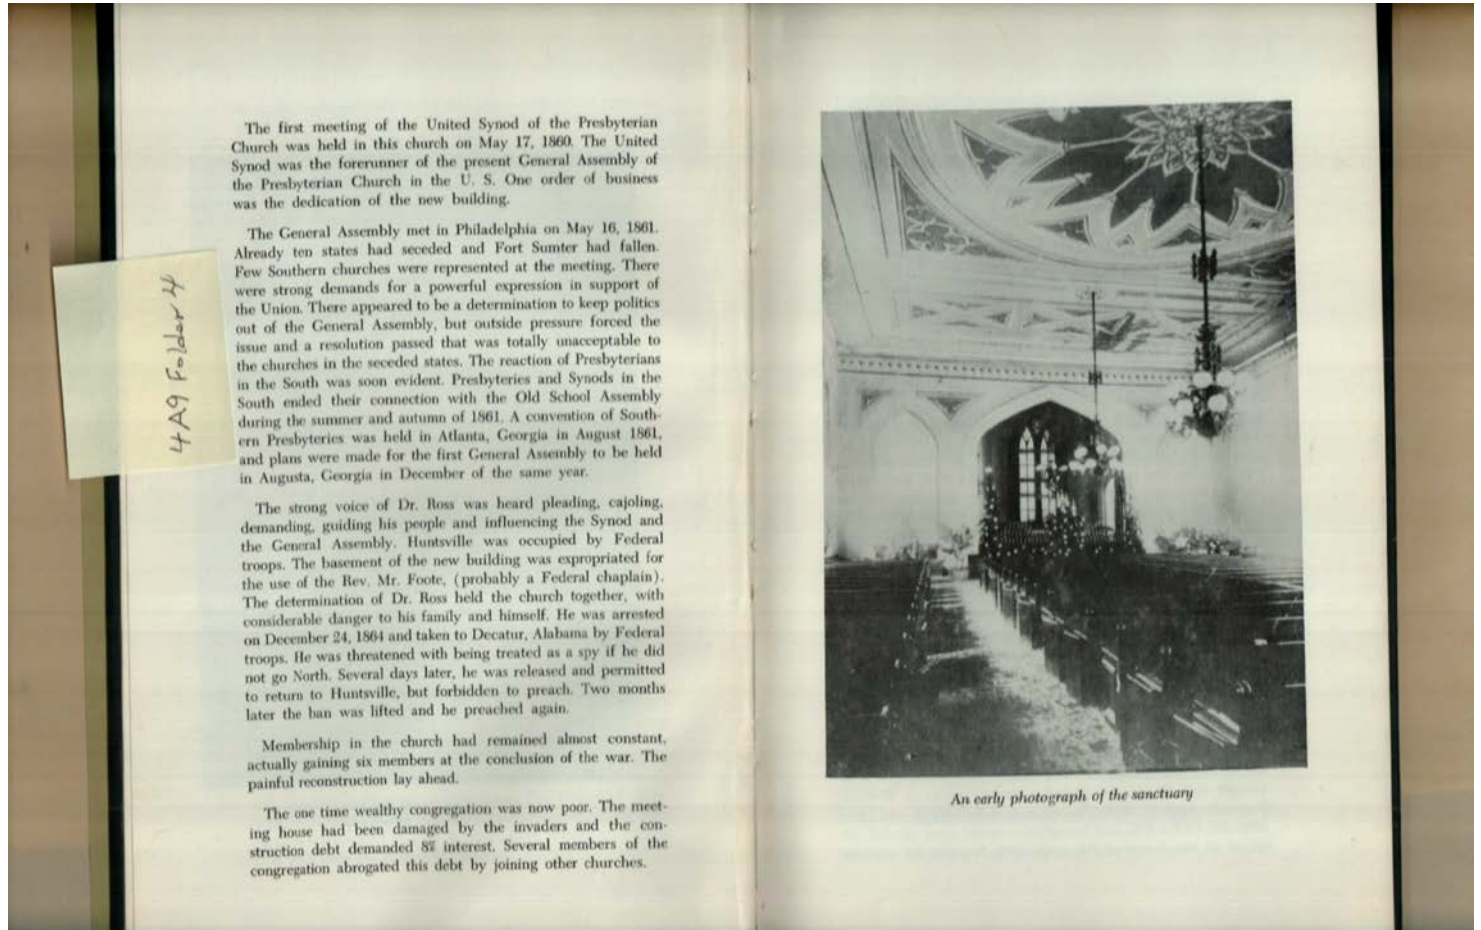 The first meeting of the United Synod of the Presbyterian
Church was held in this church on May 17, 1860. The United
Synod was the forerunner of the present General Assembly of
the Presbyterian Church in the U. S. One order of business
was the dedication of the new building.
The General Assembly met in Philadelphia on May 16, 1861.
Already ten states had seceded and Fort Sumter had fallen.
Few Southern churches were represented at the meeting. There
were strong demands for a powerful expression in support of
the Union. There appeared to be a determination to keep politics
out of the General Assembly, but outside pressure forced the
issue and a resolution passed that was totally unacceptable to
the churches in the seceded states. The reaction of Presbyterians
in the South was soon evident. Presbyteries and Synods in the
South ended their connection with the Old School Assembly
during the summer and autumn of 1861. A convention of South-
ern Presbyteries was held in Atlanta, Georgia in August 1861,
and plans were made for the first General Assembly to be held
in Augusta, Georgia in December of the same year.
The strong voice of Dr. Ross was heard pleading, cajoling,
demanding, guiding his people and influencing the Synod and
the General Assembly. Huntsville was occupied by Federal
troops. The basement of the new building was expropriated for
the use of the Rev. Mr. Foote, (probably a Federal chaplain).
The determination of Dr. Ross held the church together, with
considerable danger to his family and himself. He was arrested
on December 24, 1864 and taken to Decatur, Alabama by Federal
troops. He was threatened with being treated as a spy if he did
not go North. Several days later, he was released and permitted
to return to Huntsville, but forbidden to preach. Two months
later the ban was lifted and he preached again.
Membership in the church had remained almost constant,
actually gaining six members at the conclusion of the war. The
painful reconstruction lay ahead.
The one time wealthy congregation was now poor. The meet-
ing house had been damaged by the invaders and the con-
struction debt demanded 8% interest. Several members of the
congregation abrogated this debt by joining other churches.
4A9 Folder 4
An early photograph of the sanctuary